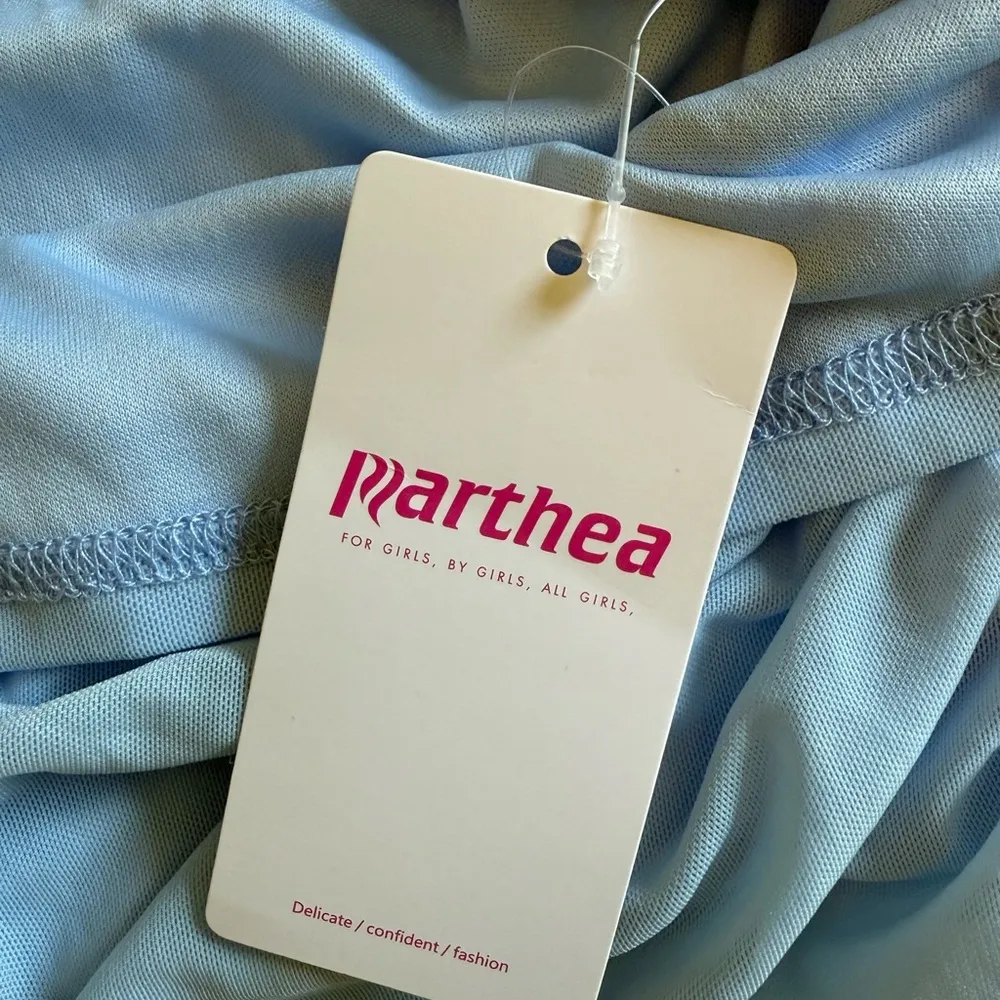 Marthea
FOR GIRLS, BY GIRLS, ALL GIRLS,
Delicate / confident / fashion